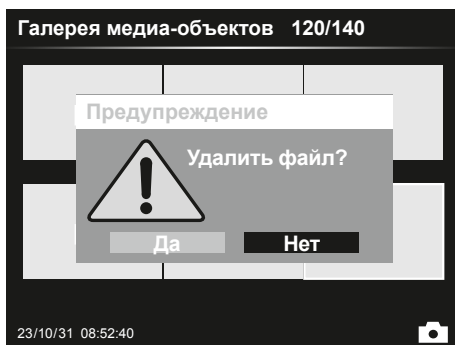 Галерея медиа-объектов 120/140
Предупреждение
Удалить файл?
Да Нет
23/10/31 08:52:40